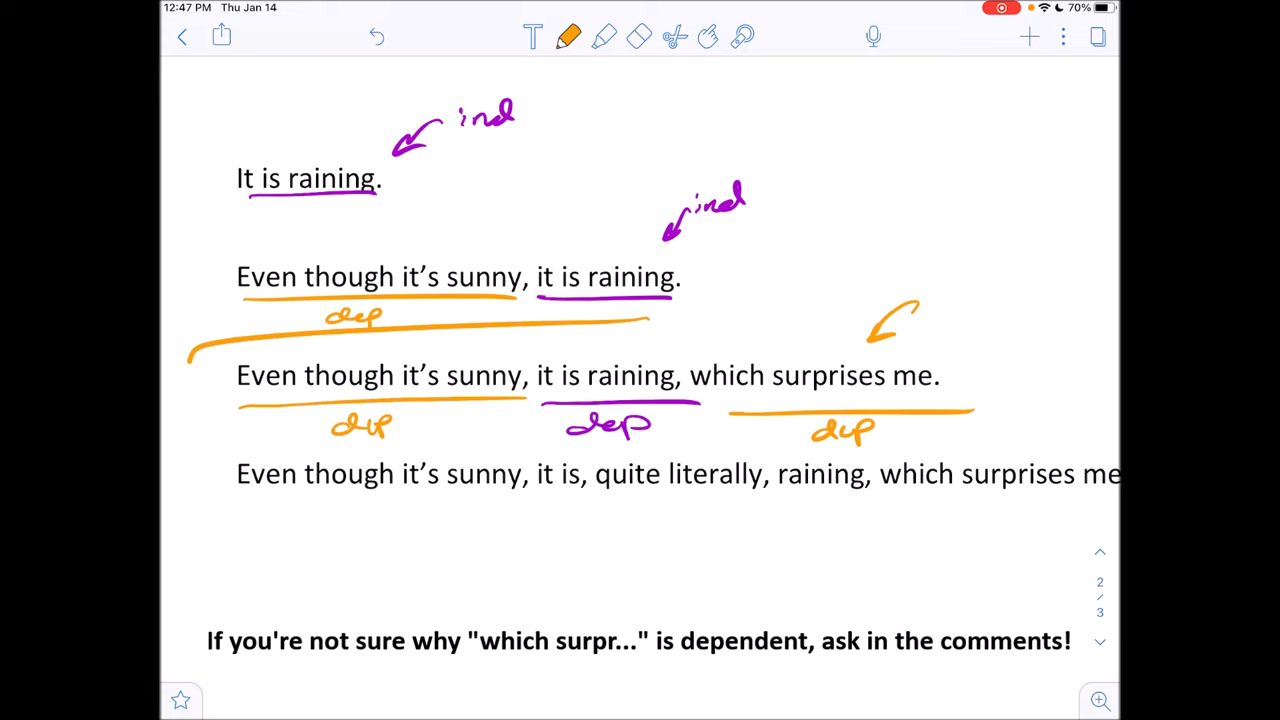 12:47 PM Thu Jan 14
70%
T
ind
It is raining.
ind
Even though it’s sunny, it is raining.
dep
Even though it’s sunny, it is raining, which surprises me.
dep dep dep
Even though it’s sunny, it is, quite literally, raining, which surprises me
2
/
3
If you're not sure why "which surpr..." is dependent, ask in the comments!